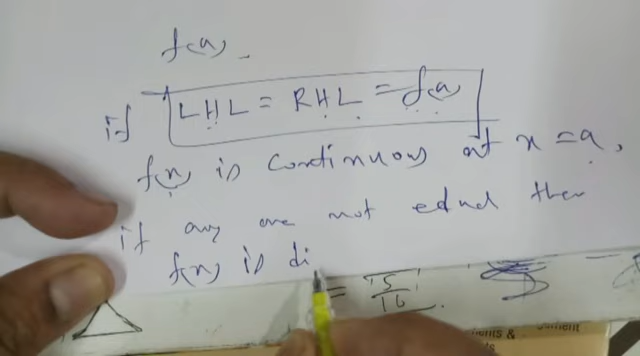 f(a).
if LHL = RHL = f(a)
f(x) is continuous at x = a,
if any one not equal then
f(x) is di
= 15/16.